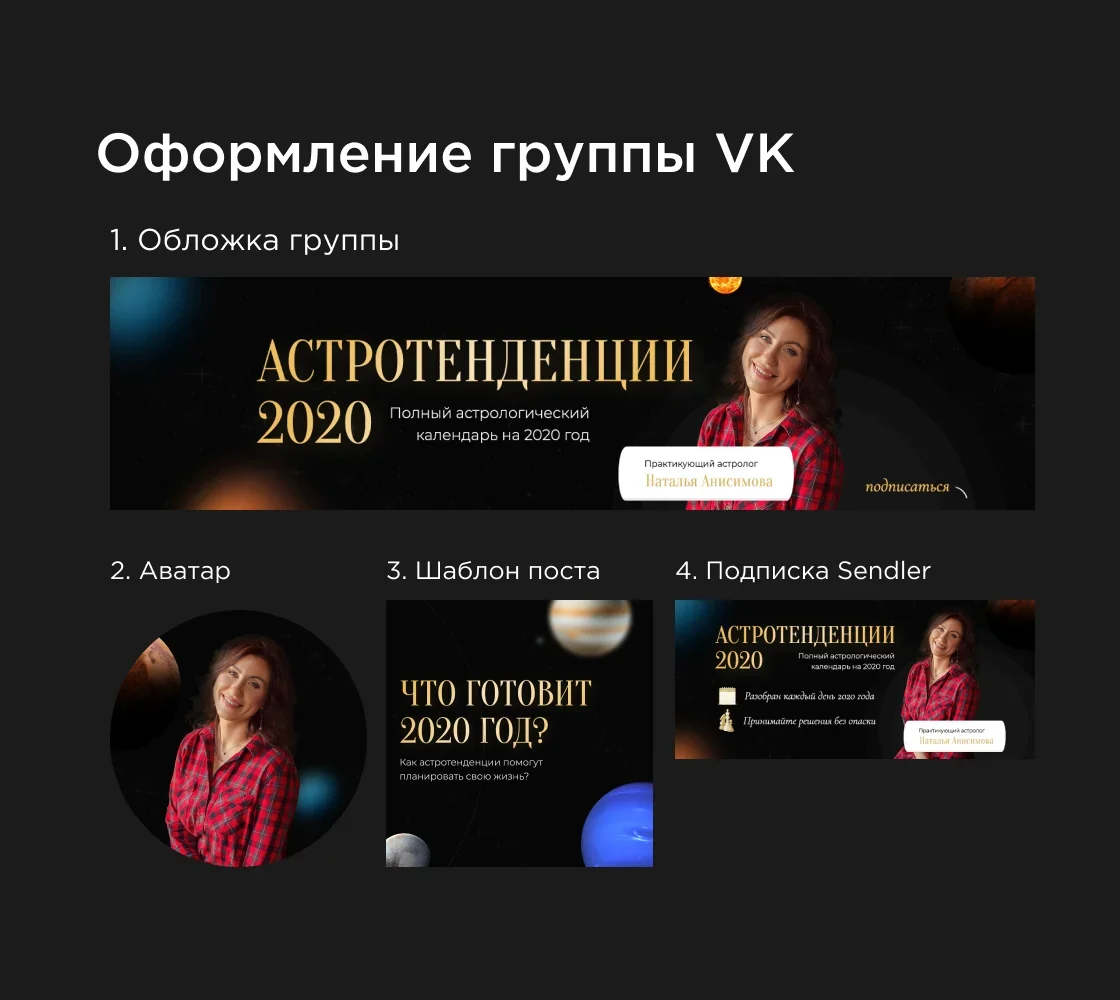 Оформление группы VK
1. Обложка группы
АСТРОТЕНДЕНЦИИ
2020
Полный астрологический
календарь на 2020 год
Практикующий астролог
Наталья Анисимова
подписаться
2. Аватар
3. Шаблон поста
ЧТО ГОТОВИТ
2020 ГОД?
Как астротенденции помогут
планировать свою жизнь?
4. Подписка Sendler
АСТРОТЕНДЕНЦИИ
2020
Полный астрологический
календарь на 2020 год
Разобран каждый день 2020 года
Принимайте решения без опаски
Практикующий астролог
Наталья Анисимова